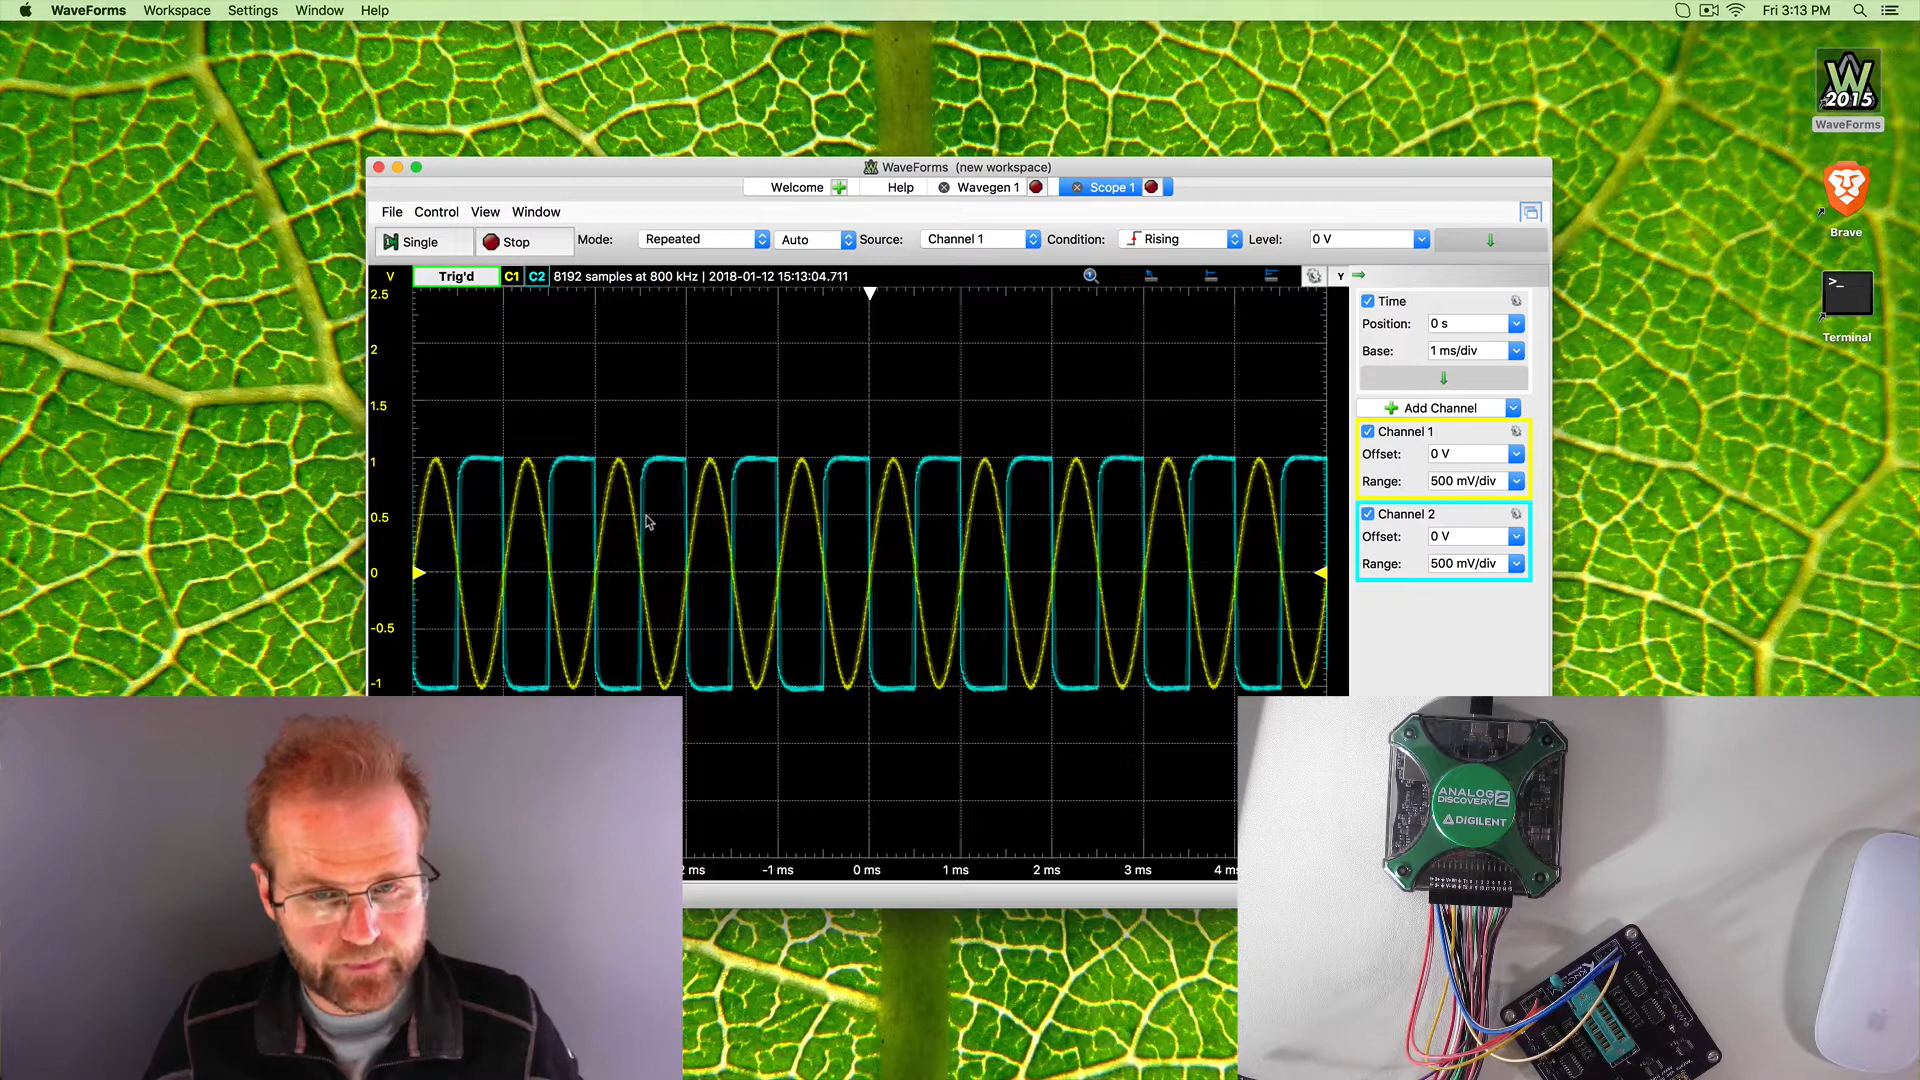 WaveForms Workspace Settings Window Help
Fri 3:13 PM
W
2015
WaveForms
Brave
>_
Terminal
WaveForms (new workspace)
Welcome Help Wavegen 1 Scope 1
File Control View Window
Single Stop Mode: Repeated Auto Source: Channel 1 Condition: Rising Level: 0 V
V Trig'd C1 C2 8192 samples at 800 kHz | 2018-01-12 15:13:04.711 Y
2.5
2
1.5
1
0.5
0
-0.5
-1
2 ms -1 ms 0 ms 1 ms 2 ms 3 ms 4 m
Time
Position: 0 s
Base: 1 ms/div
Add Channel
Channel 1
Offset: 0 V
Range: 500 mV/div
Channel 2
Offset: 0 V
Range: 500 mV/div
ANALOG
DISCOVERY 2
DIGILENT